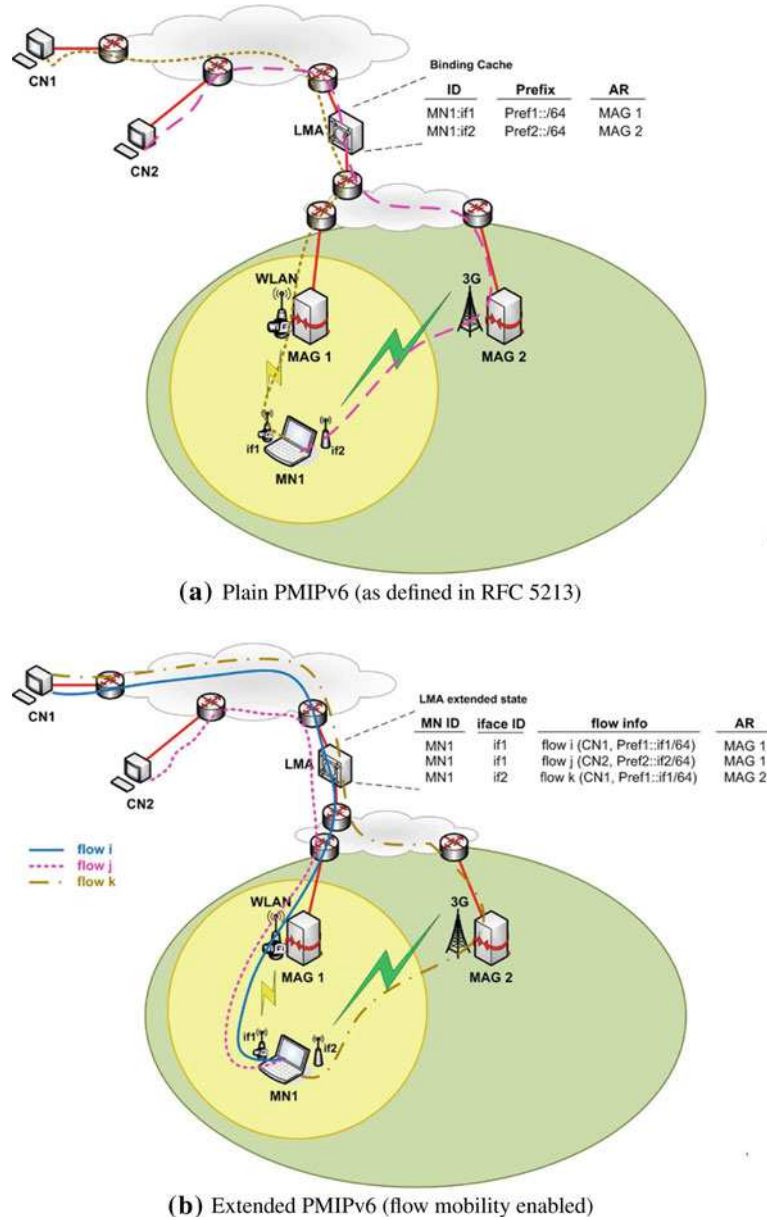 CN1
CN2
LMA
Binding Cache
ID Prefix AR
MN1:if1 Pref1::/64 MAG 1
MN1:if2 Pref2::/64 MAG 2
WLAN
MAG 1
3G
MAG 2
if1
if2
MN1
(a) Plain PMIPv6 (as defined in RFC 5213)
CN1
CN2
LMA
LMA extended state
MN ID iface ID flow info AR
MN1 if1 flow i (CN1, Pref1::if1/64) MAG 1
MN1 if1 flow j (CN2, Pref2::if2/64) MAG 1
MN1 if2 flow k (CN1, Pref1::if1/64) MAG 2
flow i
flow j
flow k
WLAN
MAG 1
3G
MAG 2
if1
if2
MN1
(b) Extended PMIPv6 (flow mobility enabled)